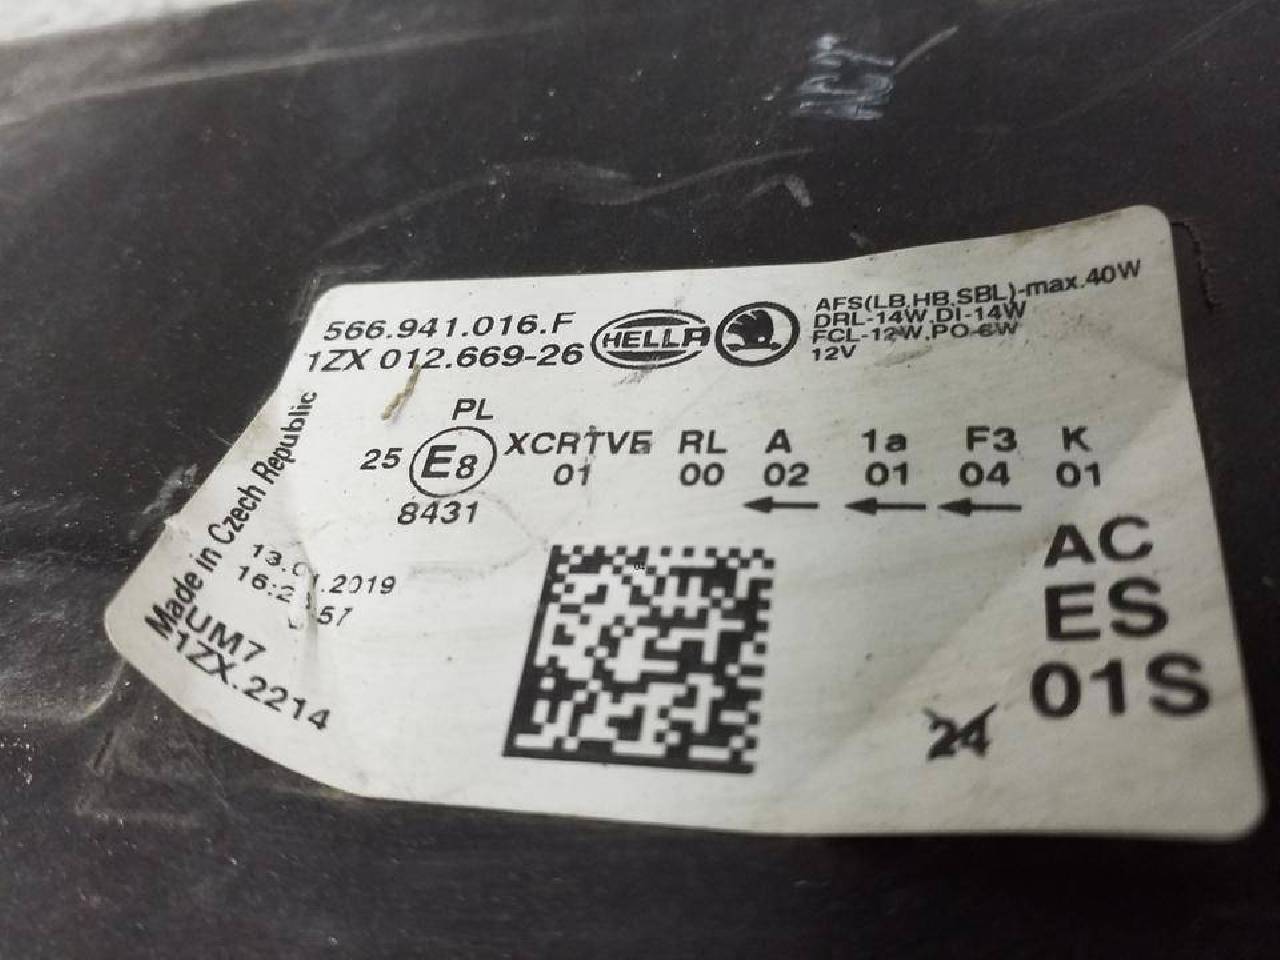 566.941.016.F
1ZX 012.669-26
HELLA
AFS(LB,HB,SBL)-max.40W
DRL-14W,DI-14W
FCL-12W,PO-6W
12V
PL
25 E8
8431
XCRTVE RL A 1a F3 K
01 00 02 01 04 01
Made in Czech Republic
2019
UM7
1ZX.2214
AC
ES
01S
24